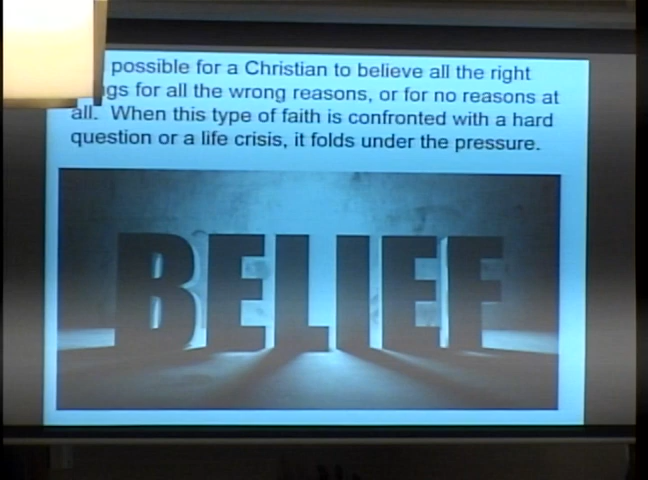 possible for a Christian to believe all the right
for all the wrong reasons, or for no reasons at
all. When this type of faith is confronted with a hard
question or a life crisis, it folds under the pressure.
BELIEF